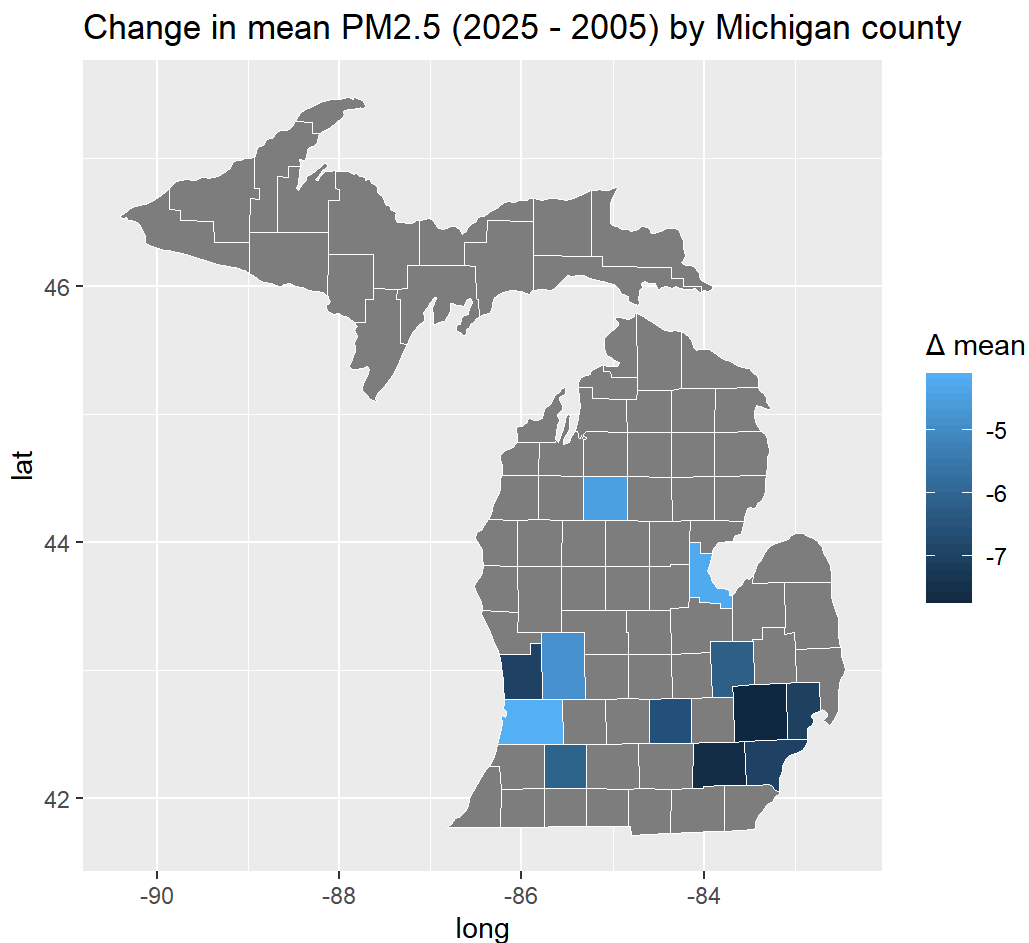 Change in mean PM2.5 (2025 - 2005) by Michigan county
46
44
42
lat
-90
-88
-86
-84
long
Δ mean
-5
-6
-7